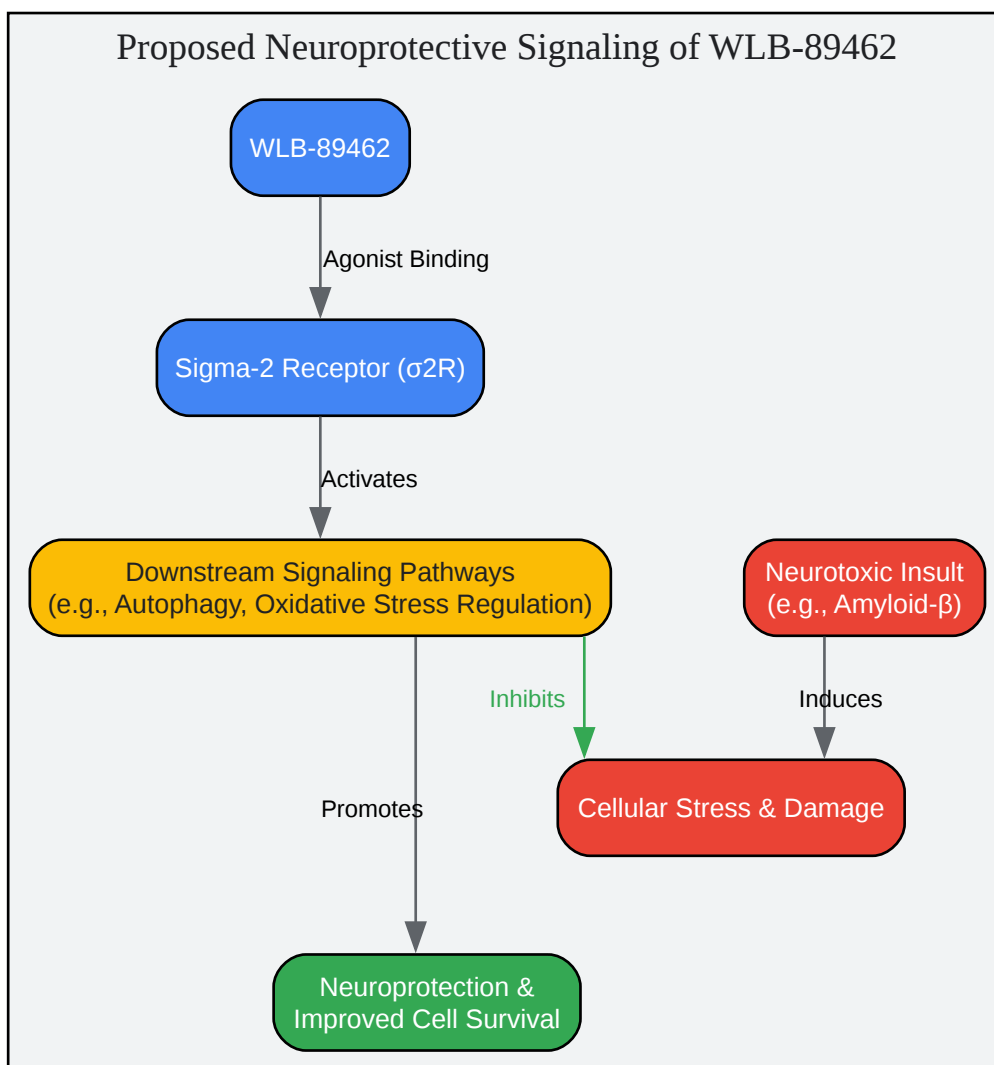 Proposed Neuroprotective Signaling of WLB-89462
WLB-89462
Agonist Binding
Sigma-2 Receptor (σ2R)
Activates
Downstream Signaling Pathways
(e.g., Autophagy, Oxidative Stress Regulation)
Neurotoxic Insult
(e.g., Amyloid-β)
Inhibits
Induces
Cellular Stress & Damage
Promotes
Neuroprotection &
Improved Cell Survival